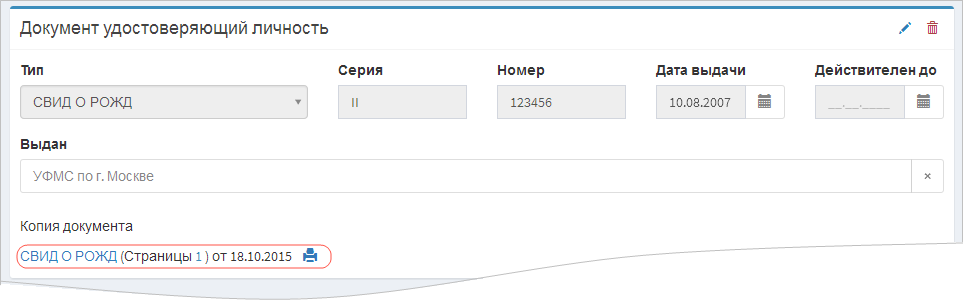 Документ удостоверяющий личность
Тип Серия Номер Дата выдачи Действителен до
СВИД О РОЖД II 123456 10.08.2007 __.__.____
Выдан
УФМС по г. Москве ×
Копия документа
СВИД О РОЖД (Страницы 1 ) от 18.10.2015